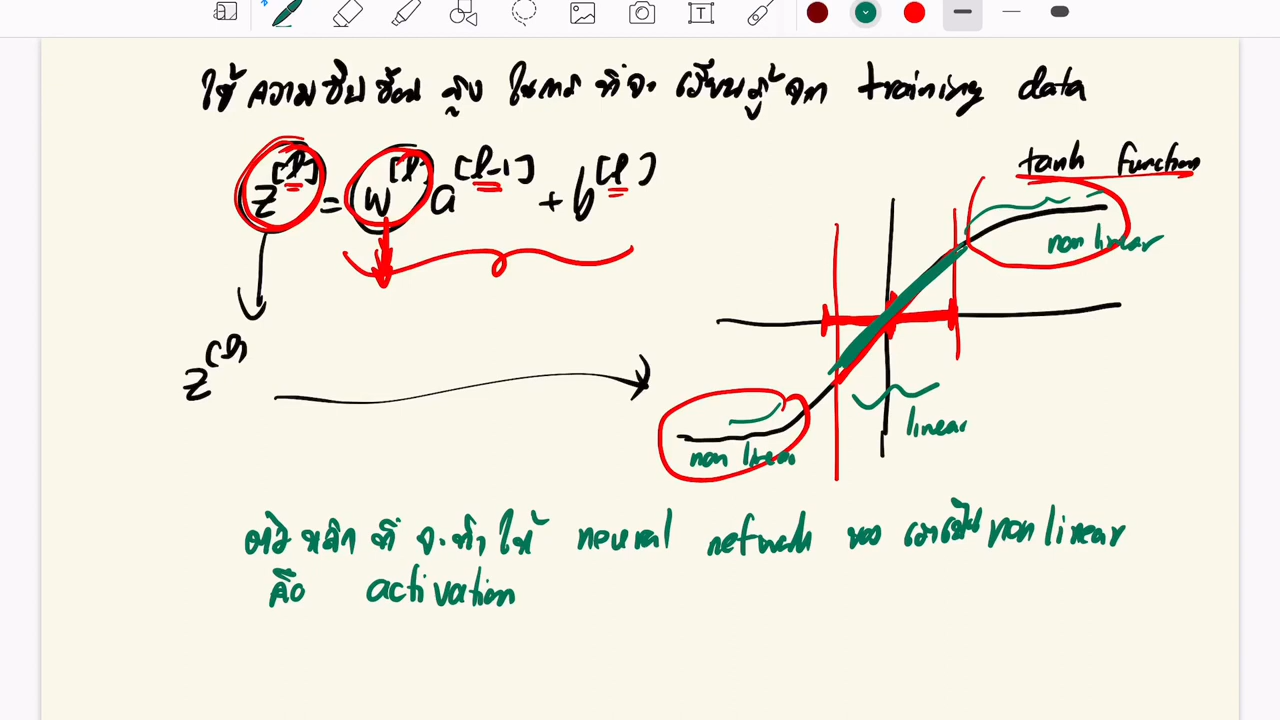 ใช้ ความ ซับ ซ้อน สูง ในการ ที่จะ เรียนรู้ จาก training data
tanh function
z[l] = w[l] a[l-1] + b[l]
non linear
z[l]
linear
non linear
ตัว หลัก ที่ จะ ทำ ให้ neural network ของ เราเป็น non linear
คือ activation